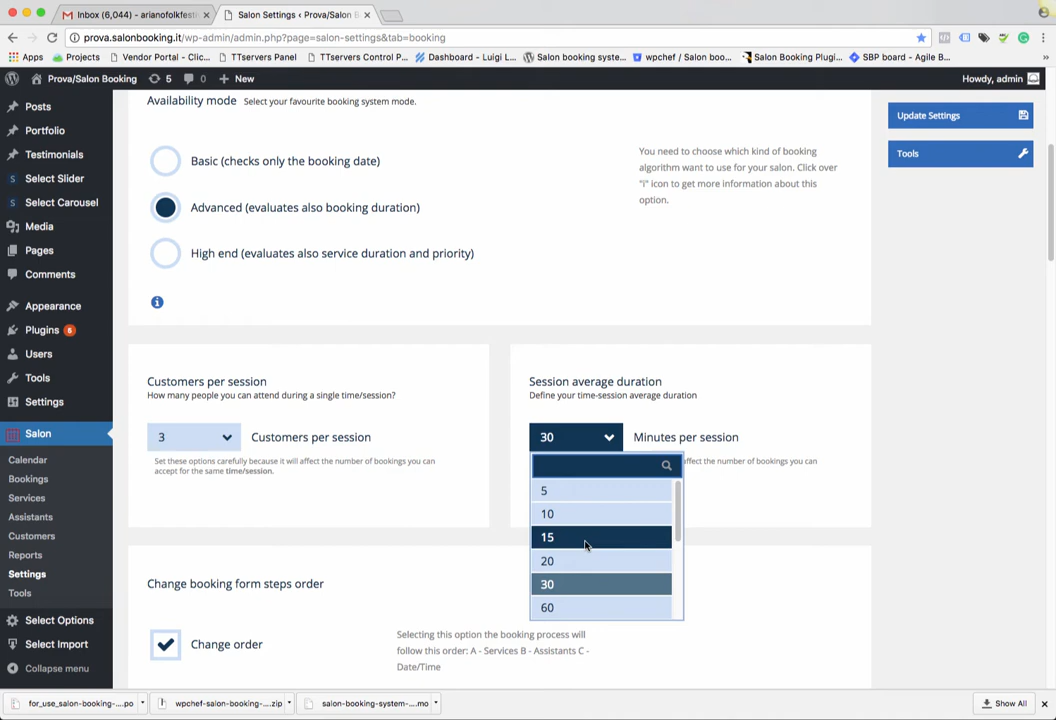 Inbox (6,044) - arianofolkfest
Salon Settings ‹ Prova/Salon B
prova.salonbooking.it/wp-admin/admin.php?page=salon-settings&tab=booking
Apps
Projects
Vendor Portal - Clic...
TTservers Panel
TTservers Control P...
Dashboard - Luigi L...
Salon booking syste...
wpchef / Salon boo...
Salon Booking Plugi...
SBP board - Agile B...
Prova/Salon Booking
5
0
New
Howdy, admin
Posts
Portfolio
Testimonials
Select Slider
Select Carousel
Media
Pages
Comments
Appearance
Plugins 6
Users
Tools
Settings
Salon
Calendar
Bookings
Services
Assistants
Customers
Reports
Settings
Tools
Select Options
Select Import
Collapse menu
Availability mode Select your favourite booking system mode.
Basic (checks only the booking date)
Advanced (evaluates also booking duration)
High end (evaluates also service duration and priority)
You need to choose which kind of booking
algorithm want to use for your salon. Click over
"i" icon to get more information about this
option.
Update Settings
Tools
Customers per session
How many people you can attend during a single time/session?
3
Customers per session
Set these options carefully because it will affect the number of bookings you can
accept for the same time/session.
Session average duration
Define your time-session average duration
30
Minutes per session
affect the number of bookings you can
5
10
15
20
30
60
Change booking form steps order
Change order
Selecting this option the booking process will
follow this order: A - Services B - Assistants C -
Date/Time
for_use_salon-booking-....po
wpchef-salon-booking-....zip
salon-booking-system-....mo
Show All